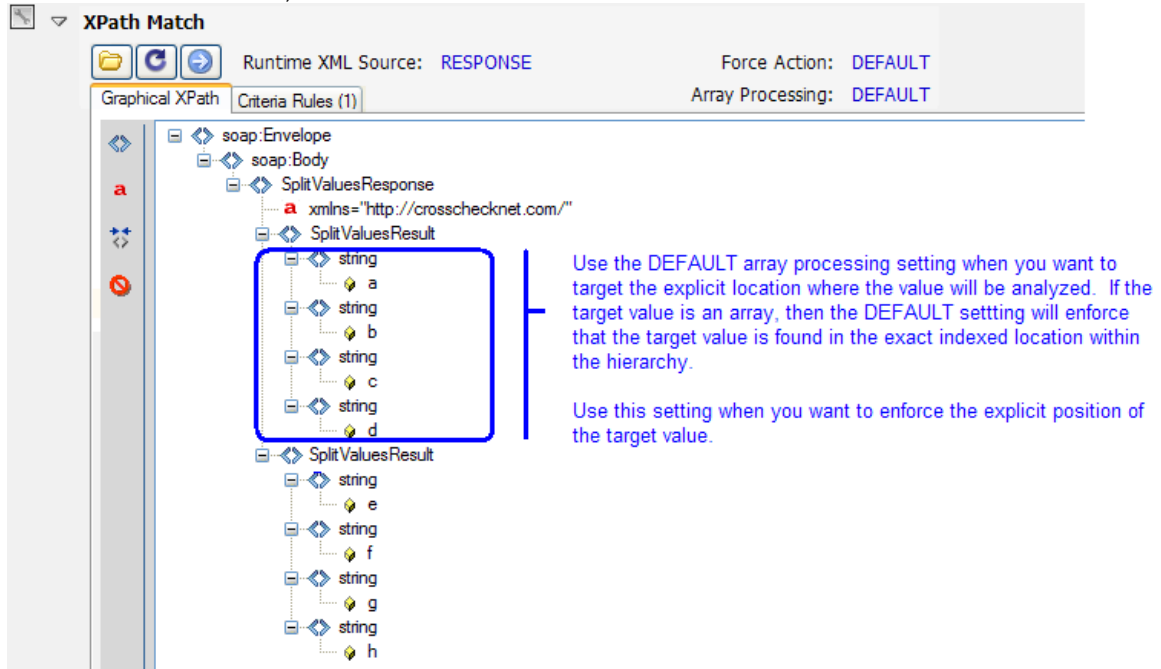 XPath Match
Runtime XML Source: RESPONSE Force Action: DEFAULT
Graphical XPath Criteria Rules (1) Array Processing: DEFAULT
soap:Envelope
soap:Body
a SplitValuesResponse
a xmlns="http://crosschecknet.com/"
SplitValuesResult
string
a
string
b
string
c
string
d
Use the DEFAULT array processing setting when you want to
target the explicit location where the value will be analyzed. If the
target value is an array, then the DEFAULT settting will enforce
that the target value is found in the exact indexed location within
the hierarchy.
Use this setting when you want to enforce the explicit position of
the target value.
SplitValuesResult
string
e
string
f
string
g
string
h